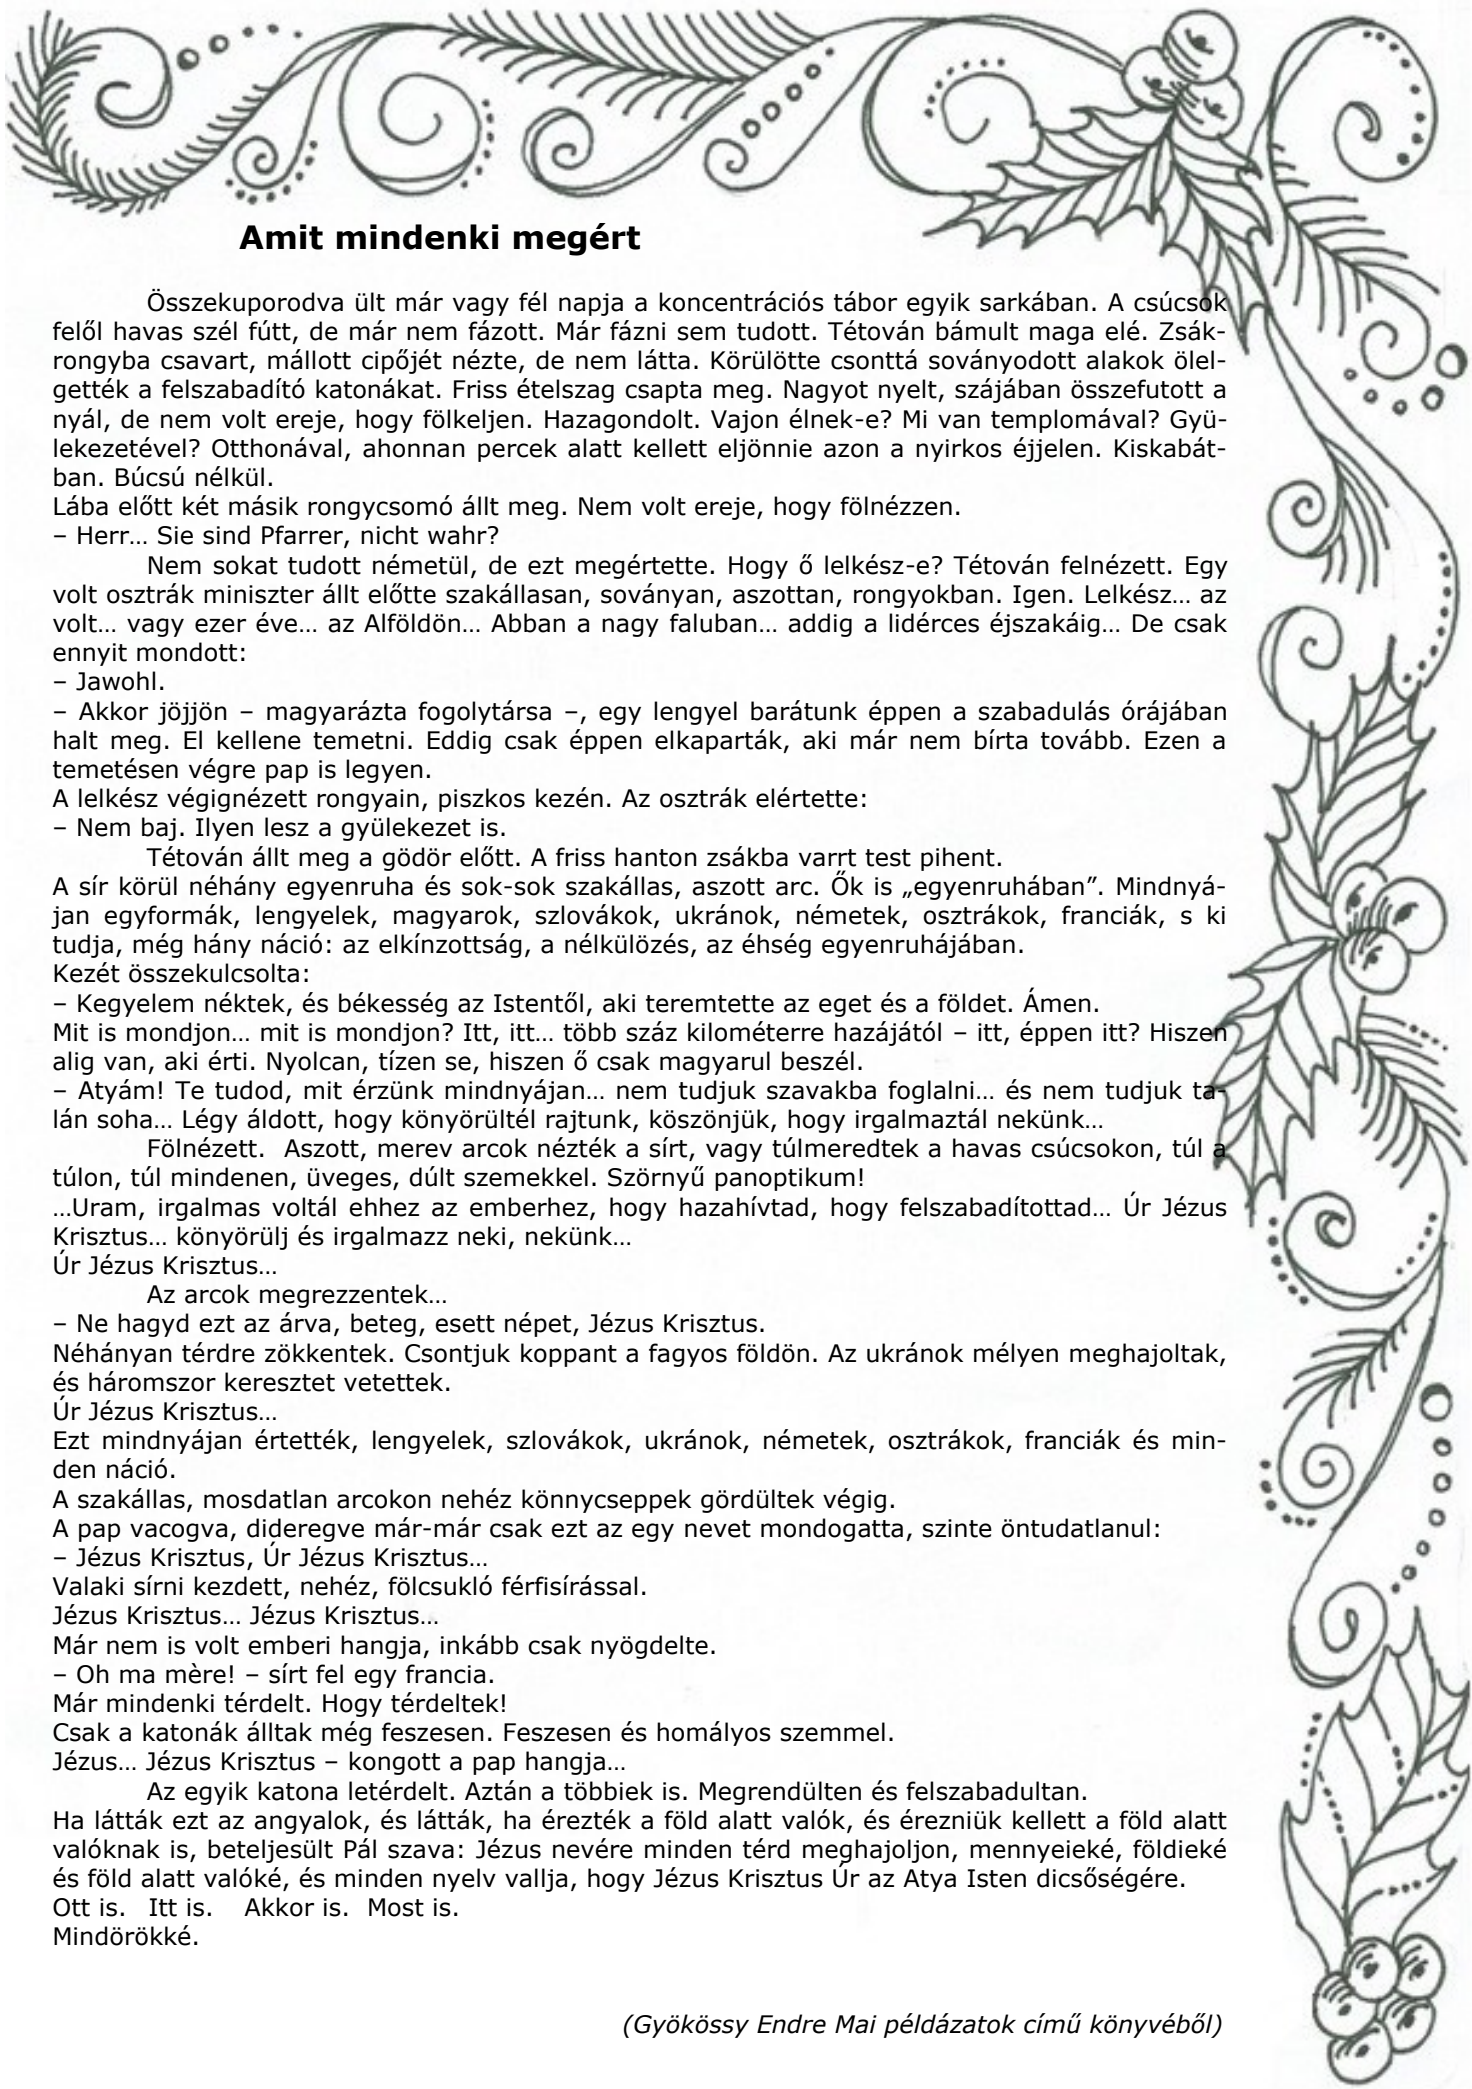 Amit mindenki megért
Összekuporodva ült már vagy fél napja a koncentrációs tábor egyik sarkában. A csúcsok
felől havas szél fútt, de már nem fázott. Már fázni sem tudott. Tétován bámult maga elé. Zsák-
rongyba csavart, mállott cipőjét nézte, de nem látta. Körülötte csonttá soványodott alakok ölel-
gették a felszabadító katonákat. Friss ételszag csapta meg. Nagyot nyelt, szájában összefutott a
nyál, de nem volt ereje, hogy fölkeljen. Hazagondolt. Vajon élnek-e? Mi van templomával? Gyü-
lekezetével? Otthonával, ahonnan percek alatt kellett eljönnie azon a nyirkos éjjelen. Kiskabát-
ban. Búcsú nélkül.
Lába előtt két másik rongycsomó állt meg. Nem volt ereje, hogy fölnézzen.
– Herr… Sie sind Pfarrer, nicht wahr?
Nem sokat tudott németül, de ezt megértette. Hogy ő lelkész-e? Tétován felnézett. Egy
volt osztrák miniszter állt előtte szakállasan, soványan, aszottan, rongyokban. Igen. Lelkész… az
volt… vagy ezer éve… az Alföldön… Abban a nagy faluban… addig a lidérces éjszakáig… De csak
ennyit mondott:
– Jawohl.
– Akkor jöjjön – magyarázta fogolytársa –, egy lengyel barátunk éppen a szabadulás órájában
halt meg. El kellene temetni. Eddig csak éppen elkaparták, aki már nem bírta tovább. Ezen a
temetésen végre pap is legyen.
A lelkész végignézett rongyain, piszkos kezén. Az osztrák elértette:
– Nem baj. Ilyen lesz a gyülekezet is.
Tétován állt meg a gödör előtt. A friss hanton zsákba varrt test pihent.
A sír körül néhány egyenruha és sok-sok szakállas, aszott arc. Ők is „egyenruhában”. Mindnyá-
jan egyformák, lengyelek, magyarok, szlovákok, ukránok, németek, osztrákok, franciák, s ki
tudja, még hány náció: az elkínzottság, a nélkülözés, az éhség egyenruhájában.
Kezét összekulcsolta:
– Kegyelem néktek, és békesség az Istentől, aki teremtette az eget és a földet. Ámen.
Mit is mondjon… mit is mondjon? Itt, itt… több száz kilométerre hazájától – itt, éppen itt? Hiszen
alig van, aki érti. Nyolcan, tízen se, hiszen ő csak magyarul beszél.
– Atyám! Te tudod, mit érzünk mindnyájan… nem tudjuk szavakba foglalni… és nem tudjuk ta-
lán soha… Légy áldott, hogy könyörültél rajtunk, köszönjük, hogy irgalmaztál nekünk…
Fölnézett. Aszott, merev arcok nézték a sírt, vagy túlmeredtek a havas csúcsokon, túl a
túlon, túl mindenen, üveges, dúlt szemekkel. Szörnyű panoptikum!
…Uram, irgalmas voltál ehhez az emberhez, hogy hazahívtad, hogy felszabadítottad… Úr Jézus
Krisztus… könyörülj és irgalmazz neki, nekünk…
Úr Jézus Krisztus…
Az arcok megrezzentek…
– Ne hagyd ezt az árva, beteg, esett népet, Jézus Krisztus.
Néhányan térdre zökkentek. Csontjuk koppant a fagyos földön. Az ukránok mélyen meghajoltak,
és háromszor keresztet vetettek.
Úr Jézus Krisztus…
Ezt mindnyájan értették, lengyelek, szlovákok, ukránok, németek, osztrákok, franciák és min-
den náció.
A szakállas, mosdatlan arcokon nehéz könnycseppek gördültek végig.
A pap vacogva, dideregve már-már csak ezt az egy nevet mondogatta, szinte öntudatlanul:
– Jézus Krisztus, Úr Jézus Krisztus…
Valaki sírni kezdett, nehéz, fölcsukló férfisírással.
Jézus Krisztus… Jézus Krisztus…
Már nem is volt emberi hangja, inkább csak nyögdelte.
– Oh ma mère! – sírt fel egy francia.
Már mindenki térdelt. Hogy térdeltek!
Csak a katonák álltak még feszesen. Feszesen és homályos szemmel.
Jézus… Jézus Krisztus – kongott a pap hangja…
Az egyik katona letérdelt. Aztán a többiek is. Megrendülten és felszabadultan.
Ha látták ezt az angyalok, és látták, ha érezték a föld alatt valók, és érezniük kellett a föld alatt
valóknak is, beteljesült Pál szava: Jézus nevére minden térd meghajoljon, mennyeieké, földieké
és föld alatt valóké, és minden nyelv vallja, hogy Jézus Krisztus Úr az Atya Isten dicsőségére.
Ott is. Itt is. Akkor is. Most is.
Mindörökké.
(Gyökössy Endre Mai példázatok című könyvéből)